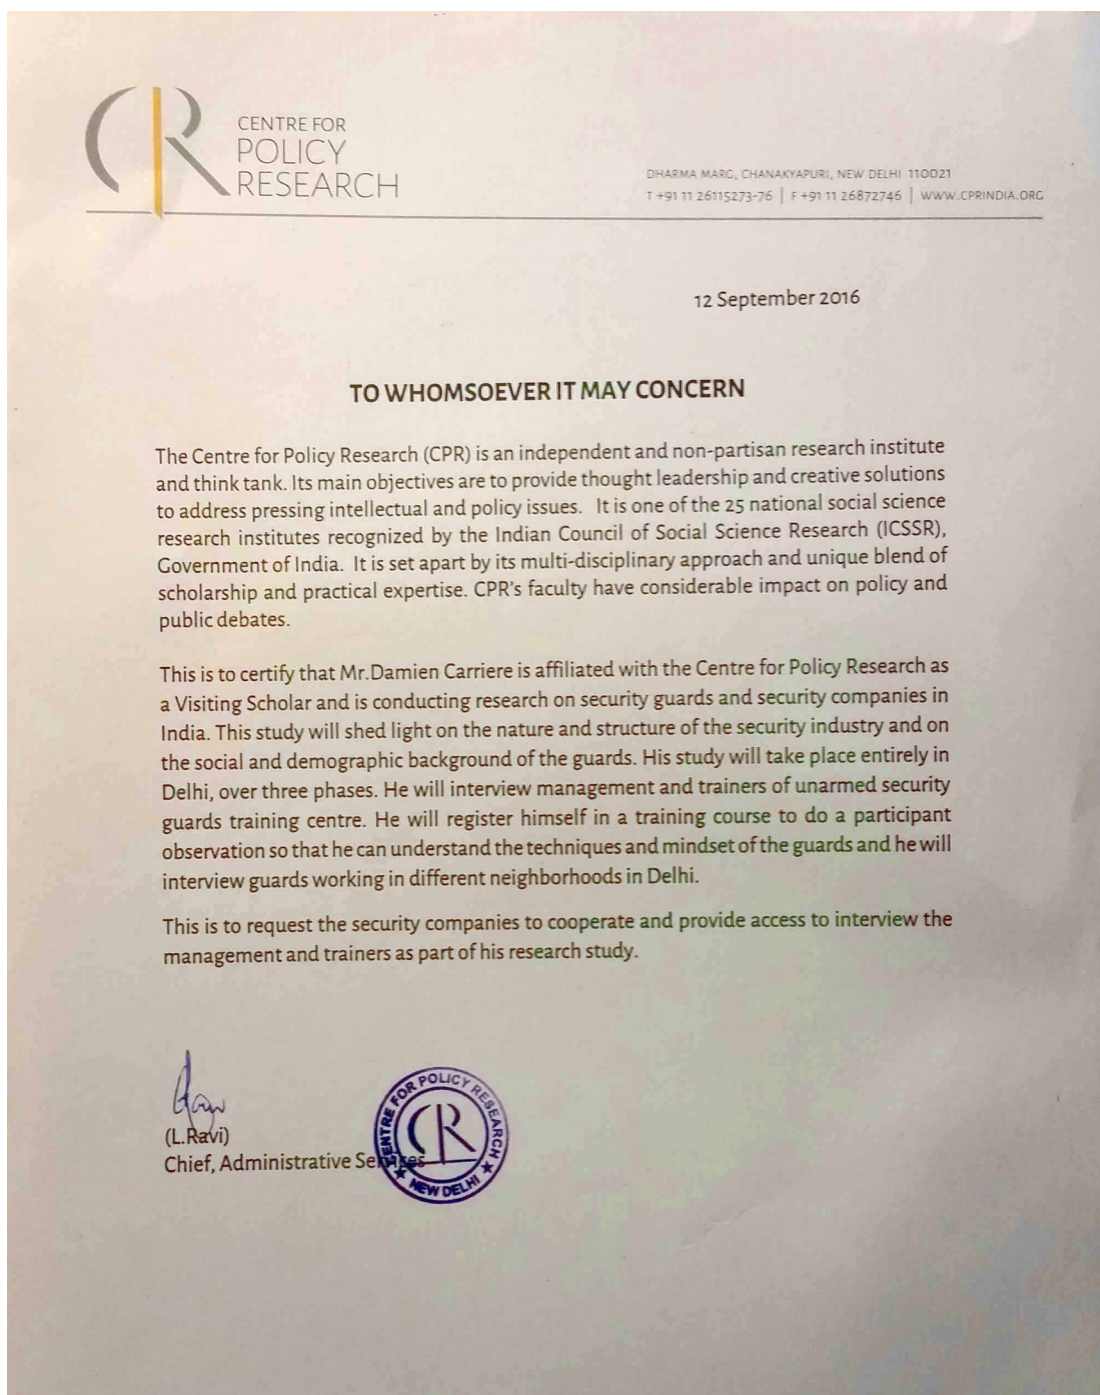 CENTRE FOR
POLICY
RESEARCH
DHARMA MARG, CHANAKYAPURI, NEW DELHI 110021
T +91 11 26115273-76 | F +91 11 26872746 | WWW.CPRINDIA.ORG
12 September 2016
TO WHOMSOEVER IT MAY CONCERN
The Centre for Policy Research (CPR) is an independent and non-partisan research institute
and think tank. Its main objectives are to provide thought leadership and creative solutions
to address pressing intellectual and policy issues. It is one of the 25 national social science
research institutes recognized by the Indian Council of Social Science Research (ICSSR),
Government of India. It is set apart by its multi-disciplinary approach and unique blend of
scholarship and practical expertise. CPR's faculty have considerable impact on policy and
public debates.
This is to certify that Mr.Damien Carriere is affiliated with the Centre for Policy Research as
a Visiting Scholar and is conducting research on security guards and security companies in
India. This study will shed light on the nature and structure of the security industry and on
the social and demographic background of the guards. His study will take place entirely in
Delhi, over three phases. He will interview management and trainers of unarmed security
guards training centre. He will register himself in a training course to do a participant
observation so that he can understand the techniques and mindset of the guards and he will
interview guards working in different neighborhoods in Delhi.
This is to request the security companies to cooperate and provide access to interview the
management and trainers as part of his research study.
(L.Ravi)
Chief, Administrative Services
CENTRE FOR POLICY RESEARCH
CR
★ NEW DELHI ★